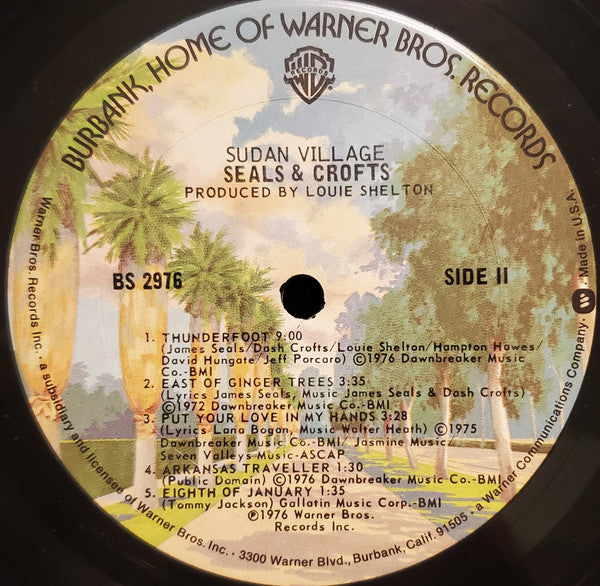 BURBANK, HOME OF WARNER BROS. RECORDS
RECORDS
SUDAN VILLAGE
SEALS & CROFTS
PRODUCED BY LOUIE SHELTON
BS 2976
SIDE II
1. THUNDERFOOT 9:00
(James Seals/Dash Crofts/Louie Shelton/Hampton Hawes/
David Hungate/Jeff Porcaro) ©1976 Dawnbreaker Music
Co.-BMI
2. EAST OF GINGER TREES 3:35
(Lyrics James Seals, Music James Seals & Dash Crofts)
©1972 Dawnbreaker Music Co.-BMI
3. PUT YOUR LOVE IN MY HANDS 3:28
(Lyrics Lana Bogan, Music Walter Heath) ©1975
Dawnbreaker Music Co.-BMI/ Jasmine Music/
Seven Valleys Music-ASCAP
4. ARKANSAS TRAVELLER 1:30
(Public Domain) ©1976 Dawnbreaker Music Co.-BMI
5. EIGHTH OF JANUARY 1:35
(Tommy Jackson) Gallatin Music Corp.-BMI
℗1976 Warner Bros.
Records Inc.
Warner Bros. Records Inc. · a subsidiary and licensee of Warner Bros. Inc. · 3300 Warner Blvd., Burbank, Calif. 91505 · a Warner Communications Company · Made in U.S.A.